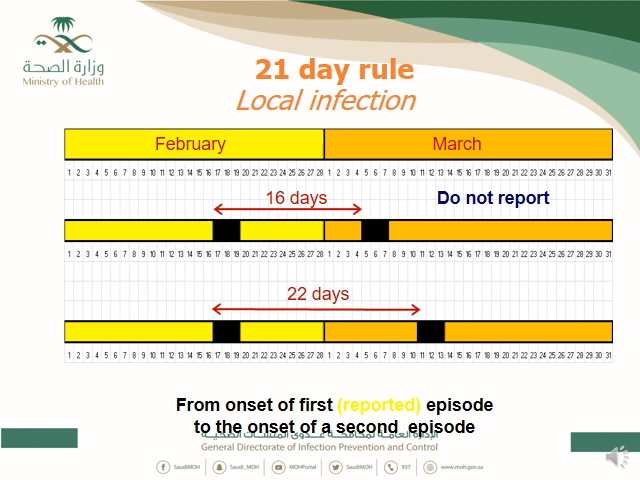 وزارة الصحة
Ministry of Health
21 day rule
Local infection
February March
1 2 3 4 5 6 7 8 9 10 11 12 13 14 15 16 17 18 19 20 21 22 23 24 25 26 27 28 1 2 3 4 5 6 7 8 9 10 11 12 13 14 15 16 17 18 19 20 21 22 23 24 25 26 27 28 29 30 31
16 days Do not report
1 2 3 4 5 6 7 8 9 10 11 12 13 14 15 16 17 18 19 20 21 22 23 24 25 26 27 28 1 2 3 4 5 6 7 8 9 10 11 12 13 14 15 16 17 18 19 20 21 22 23 24 25 26 27 28 29 30 31
22 days
1 2 3 4 5 6 7 8 9 10 11 12 13 14 15 16 17 18 19 20 21 22 23 24 25 26 27 28 1 2 3 4 5 6 7 8 9 10 11 12 13 14 15 16 17 18 19 20 21 22 23 24 25 26 27 28 29 30 31
From onset of first (reported) episode
to the onset of a second episode
الإدارة العامة لمكافحة عدوى المنشآت الصحية
General Directorate of Infection Prevention and Control
SaudiMOH Saudi_MOH MOHPortal SaudiMOH 937 www.moh.gov.sa